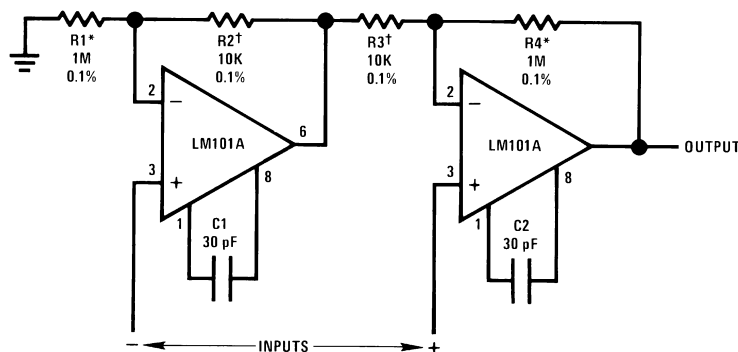 R1*
1M
0.1%
R2†
10K
0.1%
R3†
10K
0.1%
R4*
1M
0.1%
2
−
LM101A
6
3
+
8
1
C1
30 pF
2
−
LM101A
OUTPUT
3
+
8
1
C2
30 pF
− INPUTS +